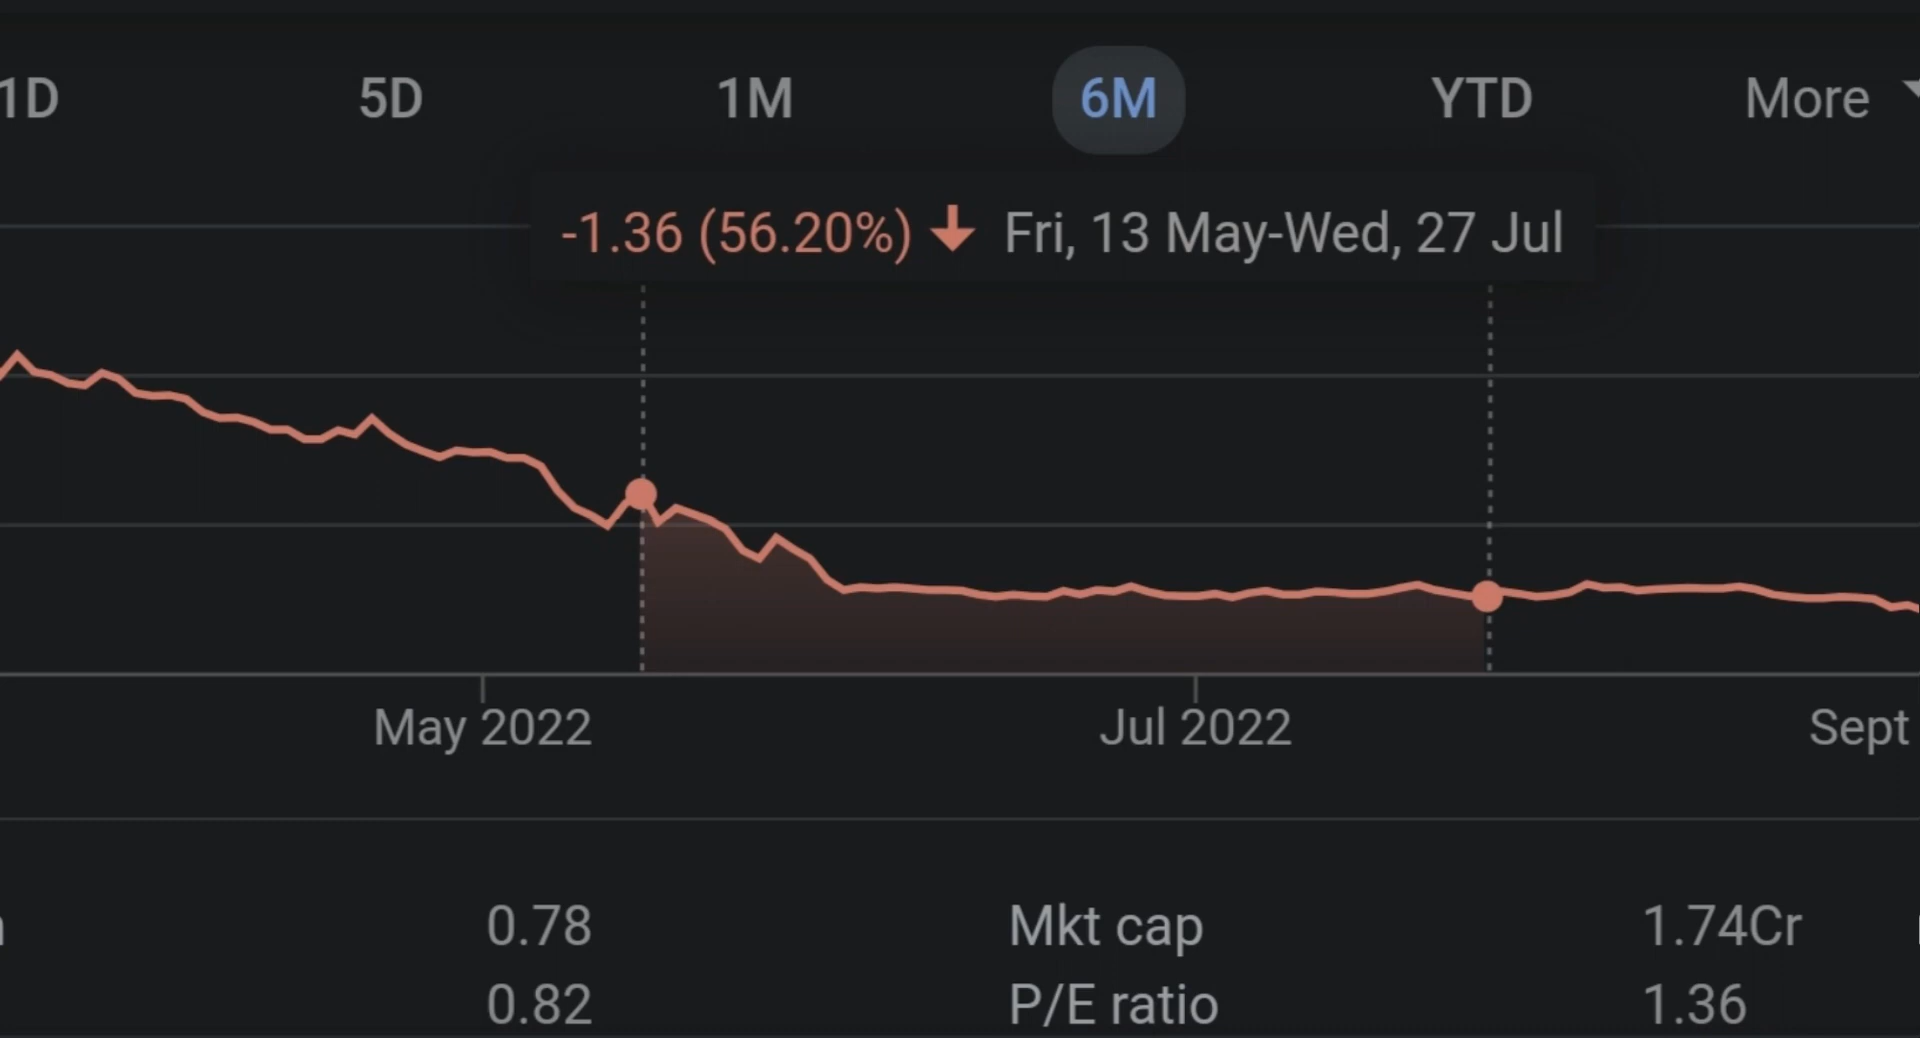 1D 5D 1M 6M YTD More
-1.36 (56.20%) Fri, 13 May-Wed, 27 Jul
May 2022 Jul 2022 Sept
0.78 Mkt cap 1.74Cr
0.82 P/E ratio 1.36